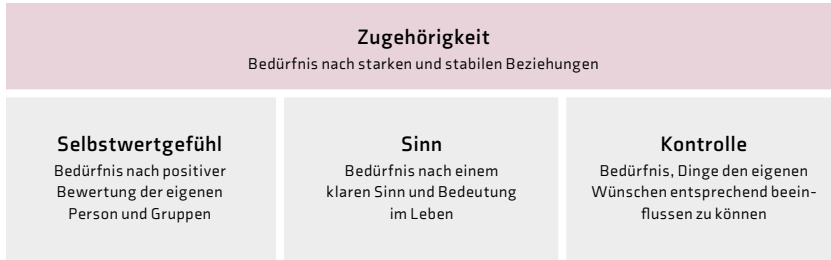 Zugehörigkeit
Bedürfnis nach starken und stabilen Beziehungen
Selbstwertgefühl
Bedürfnis nach positiver
Bewertung der eigenen
Person und Gruppen
Sinn
Bedürfnis nach einem
klaren Sinn und Bedeutung
im Leben
Kontrolle
Bedürfnis, Dinge den eigenen
Wünschen entsprechend beein-
flussen zu können